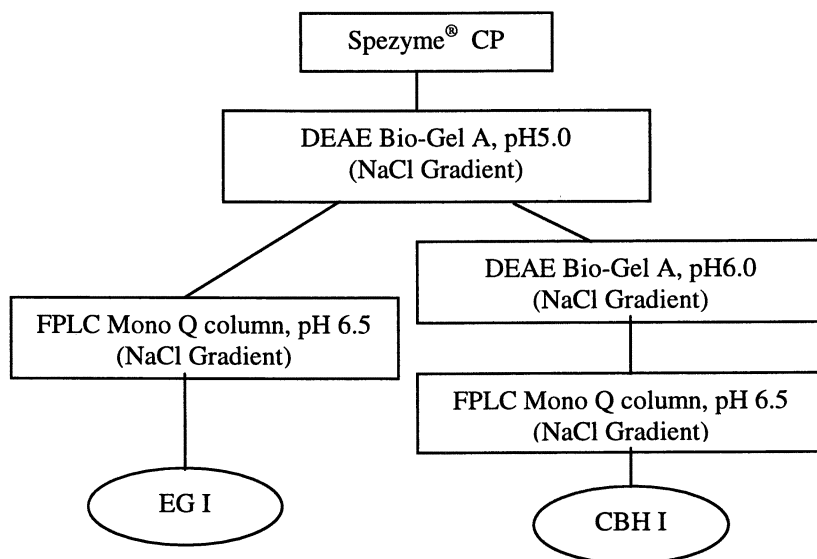 Spezyme® CP
DEAE Bio-Gel A, pH5.0
(NaCl Gradient)
DEAE Bio-Gel A, pH6.0
(NaCl Gradient)
FPLC Mono Q column, pH 6.5
(NaCl Gradient)
FPLC Mono Q column, pH 6.5
(NaCl Gradient)
EG I
CBH I